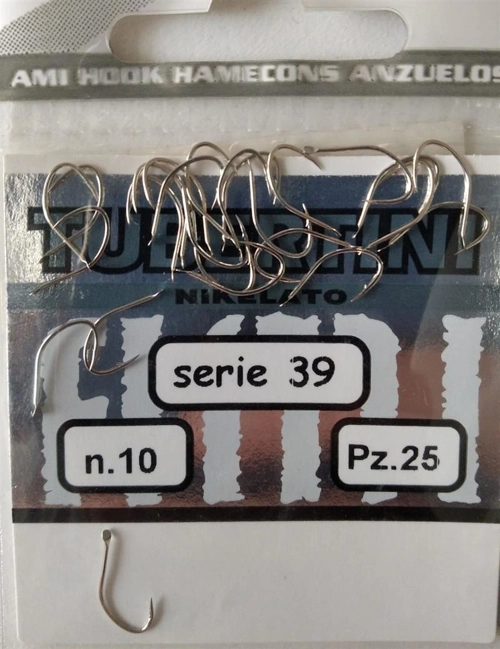 AMI HOOK HAMECONS ANZUELOS
TUBERTINI
NIKELATO
serie 39
n.10
Pz.25